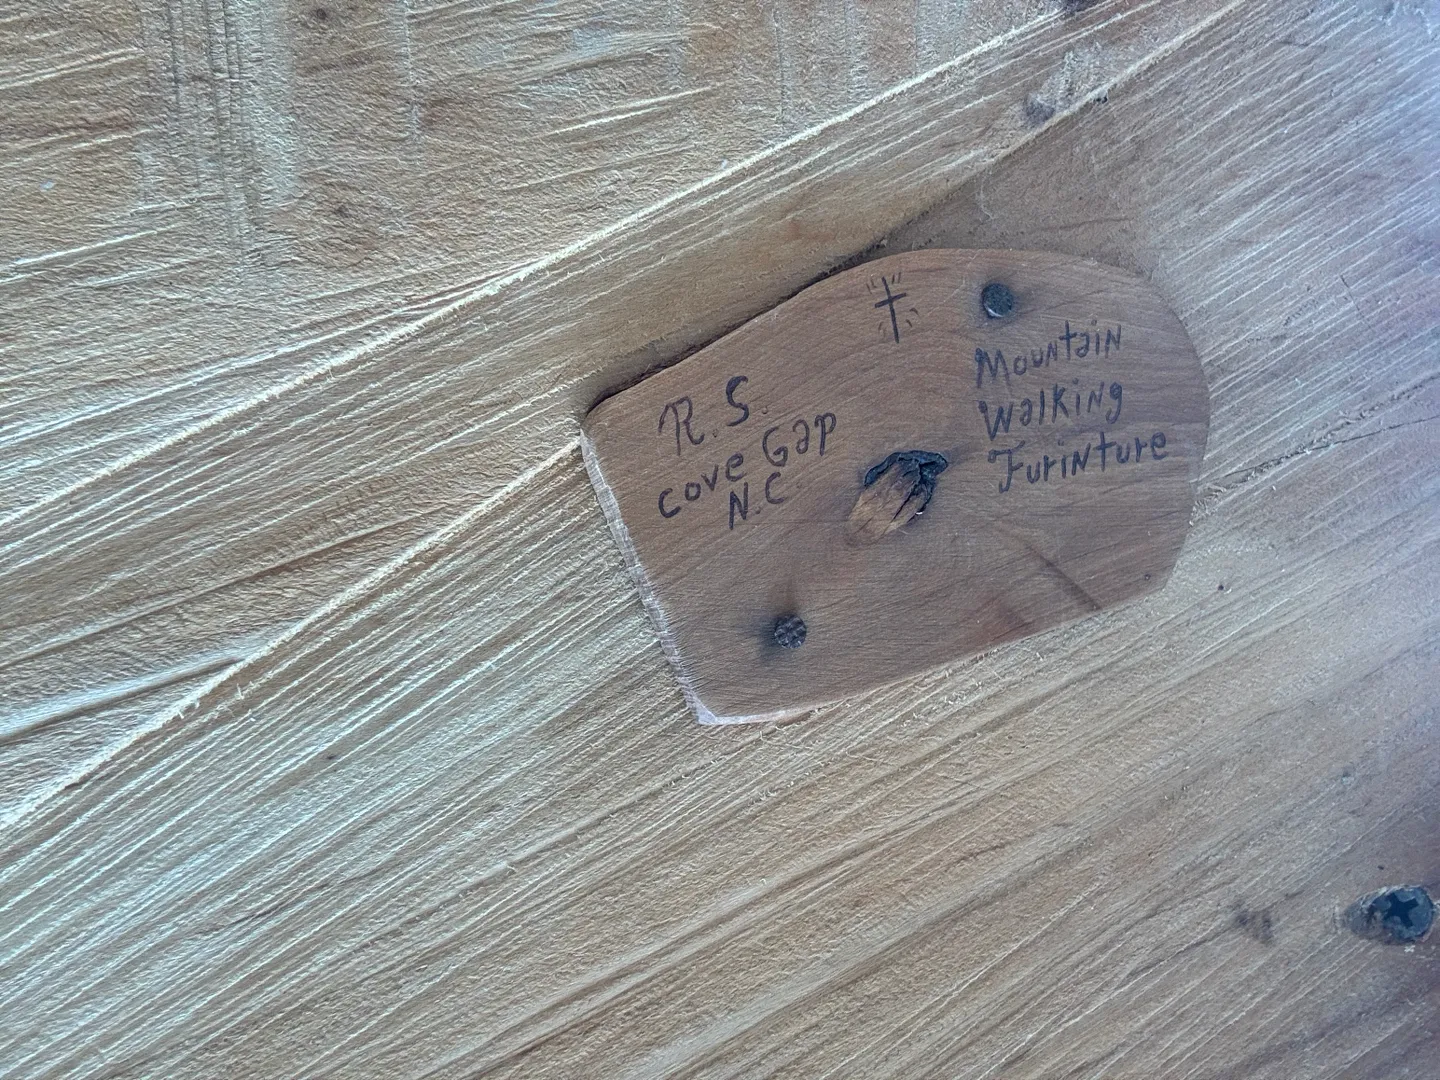 R. S.
cove Gap
N.C.
Mountain
Walking
Furinture